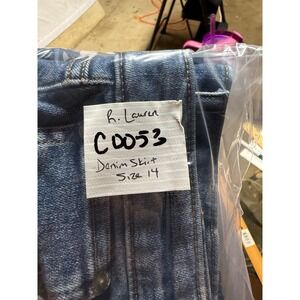 R. Lauren
C0053
Denim Skirt
Size 14